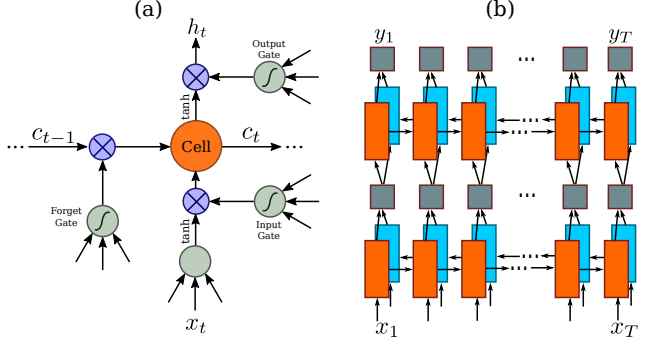 (a)
h_t
Output
Gate
tanh
c_{t-1}
Cell
c_t
...
...
Forget
Gate
tanh
Input
Gate
x_t
(b)
y_1
y_T
...
...
...
...
...
...
x_1
x_T